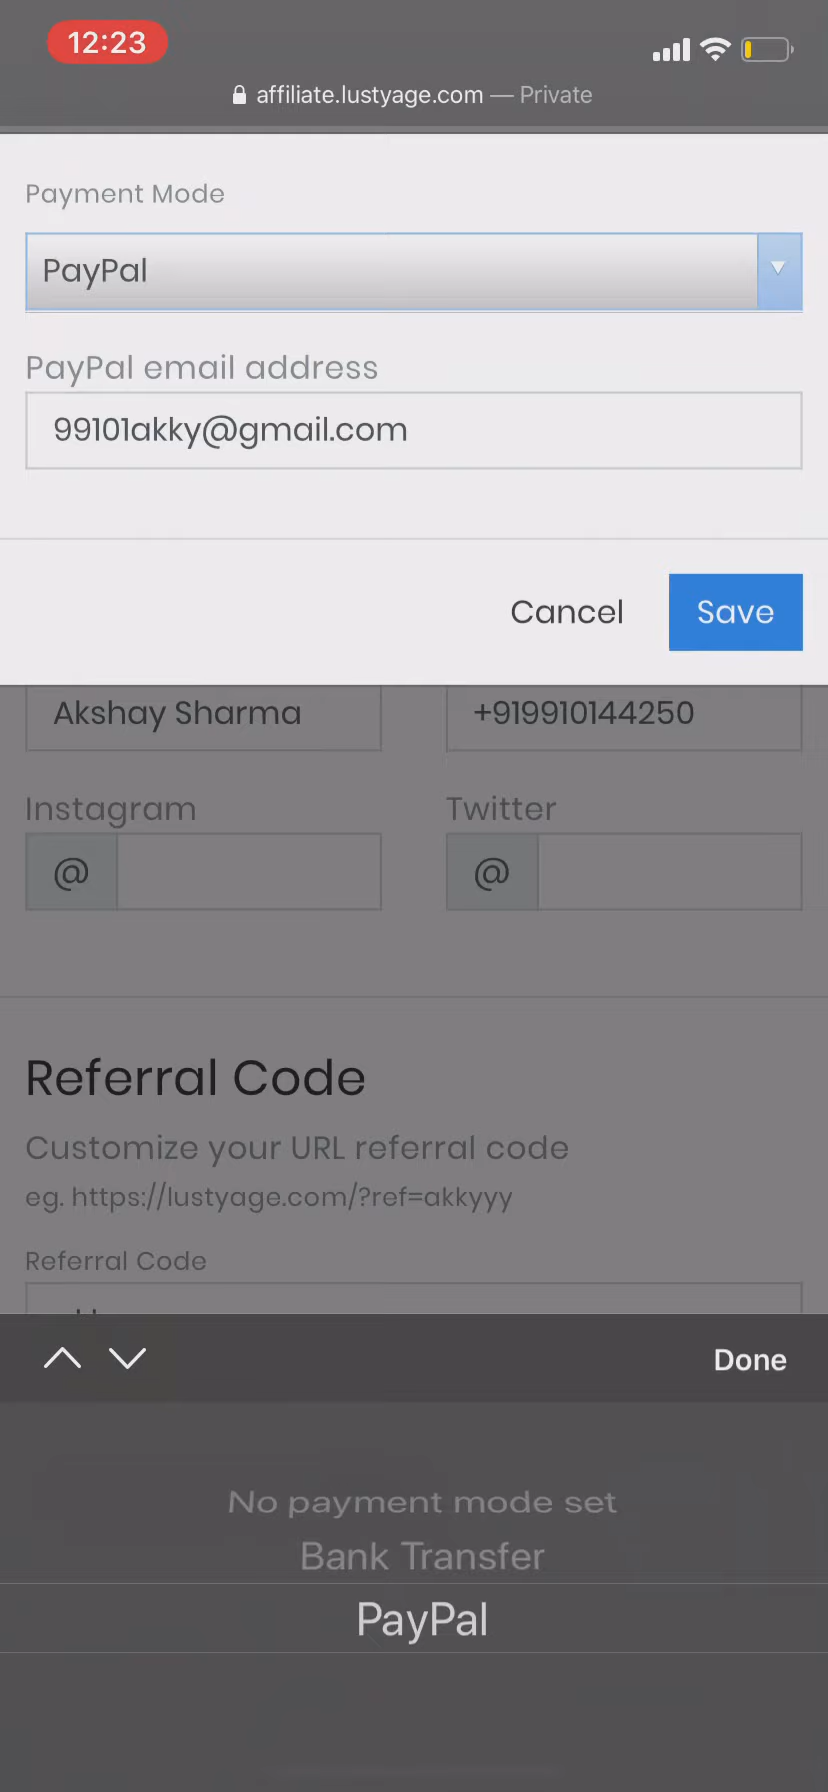 12:23
affiliate.lustyage.com — Private
Payment Mode
PayPal
PayPal email address
99101akky@gmail.com
Cancel Save
Akshay Sharma +919910144250
Instagram Twitter
@ @
Referral Code
Customize your URL referral code
eg. https://lustyage.com/?ref=akkyyy
Referral Code
Done
No payment mode set
Bank Transfer
PayPal